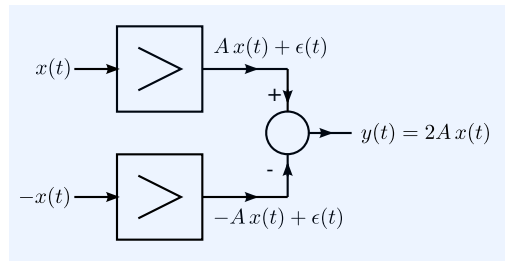 A x(t) + ϵ(t)
x(t)
+
y(t) = 2A x(t)
-
−x(t)
−A x(t) + ϵ(t)